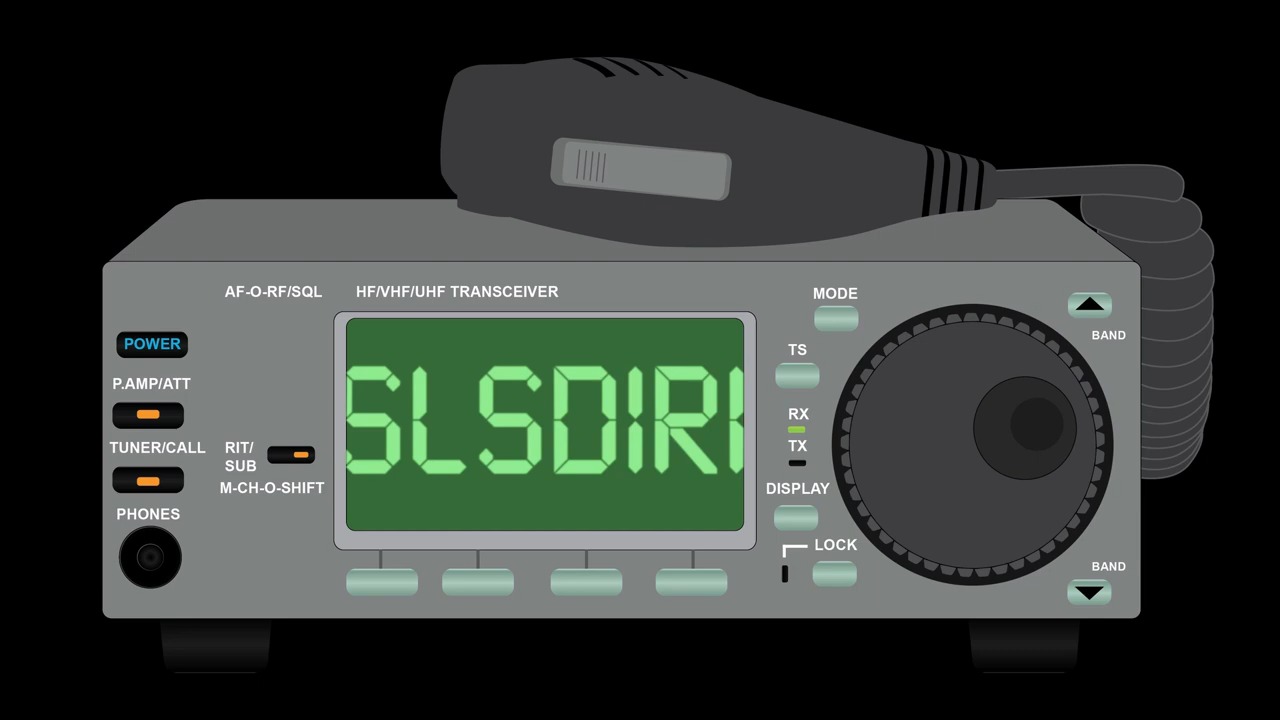 AF-O-RF/SQL
HF/VHF/UHF TRANSCEIVER
MODE
POWER
P.AMP/ATT
TUNER/CALL
RIT/
SUB
M-CH-O-SHIFT
PHONES
SLSDIR
TS
RX
TX
DISPLAY
LOCK
BAND
BAND